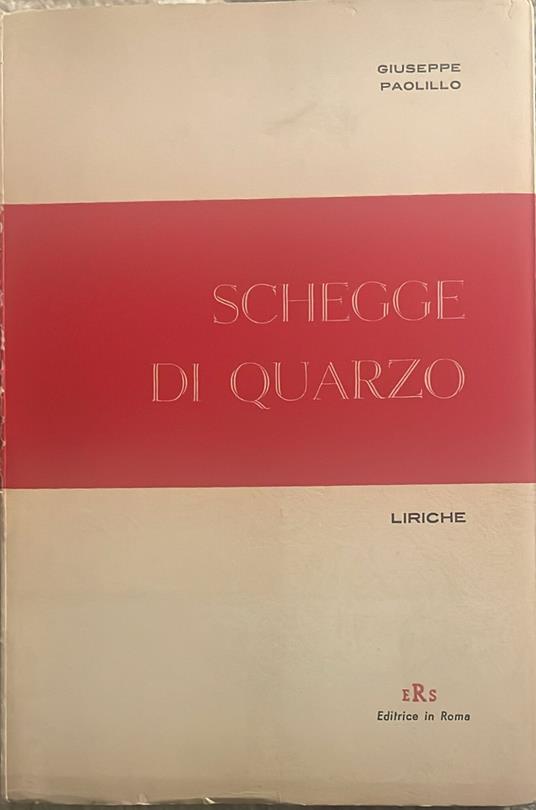 GIUSEPPE
PAOLILLO
SCHEGGE
DI QUARZO
LIRICHE
ERS
Editrice in Roma